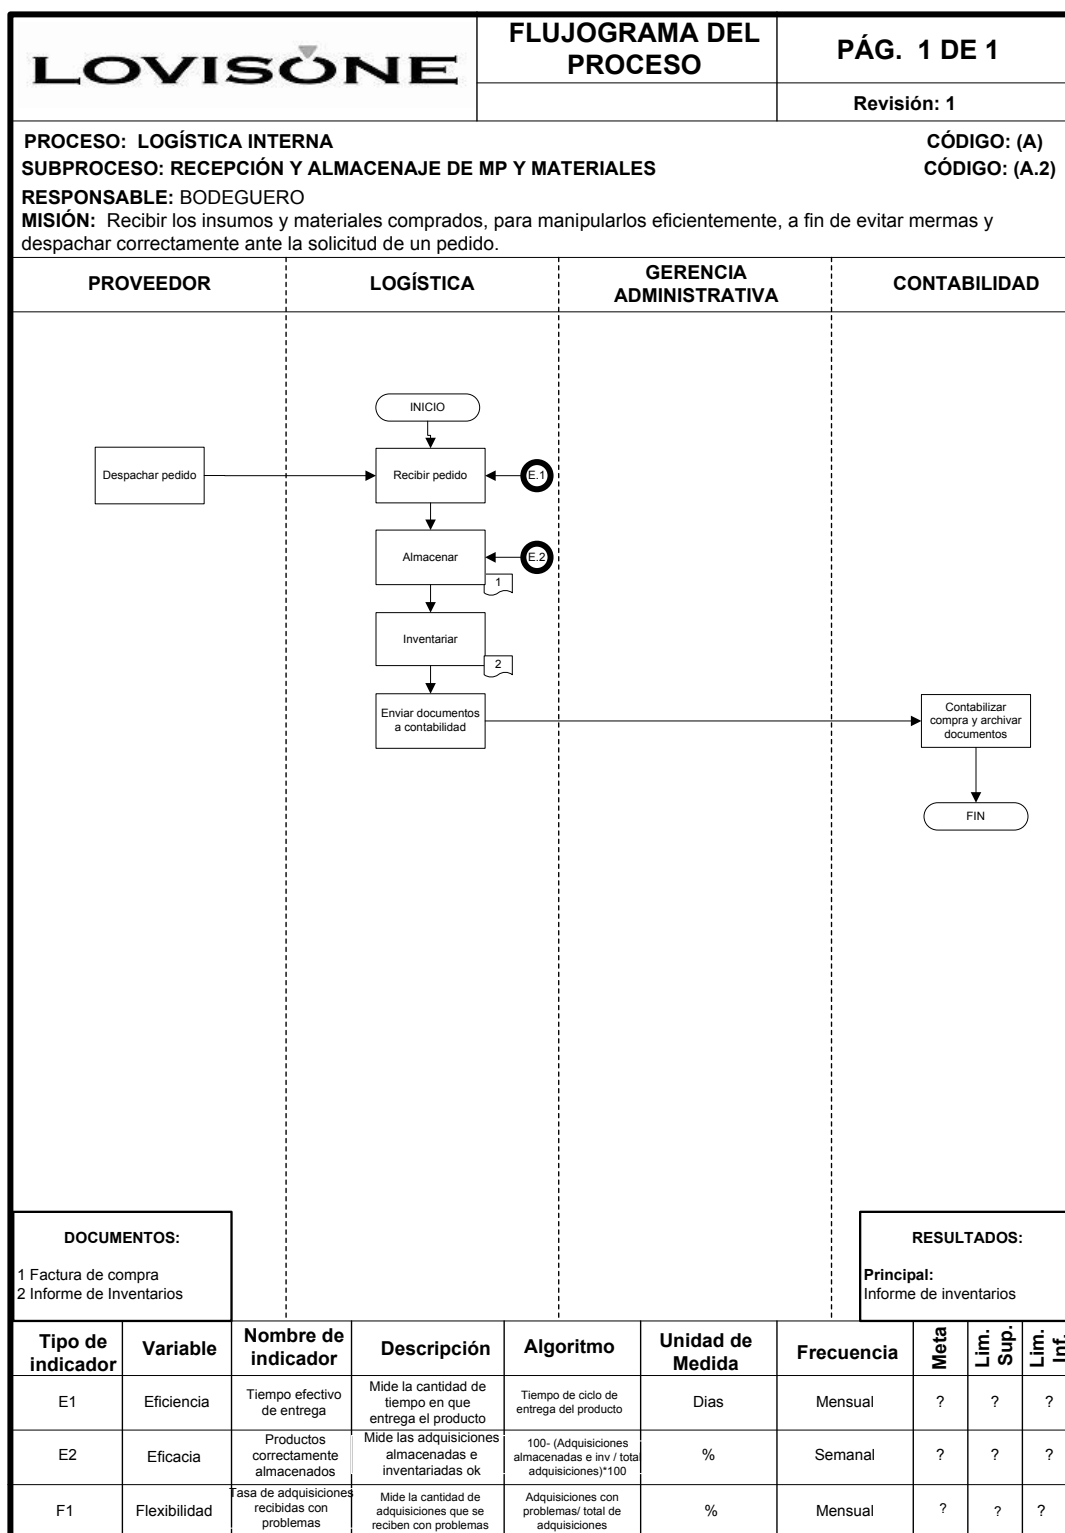 LOVISONE
FLUJOGRAMA DEL
PROCESO
PÁG. 1 DE 1
Revisión: 1
PROCESO: LOGÍSTICA INTERNA
CÓDIGO: (A)
SUBPROCESO: RECEPCIÓN Y ALMACENAJE DE MP Y MATERIALES
CÓDIGO: (A.2)
RESPONSABLE: BODEGUERO
MISIÓN: Recibir los insumos y materiales comprados, para manipularlos eficientemente, a fin de evitar mermas y
despachar correctamente ante la solicitud de un pedido.
PROVEEDOR
LOGÍSTICA
GERENCIA
ADMINISTRATIVA
CONTABILIDAD
INICIO
Despachar pedido
Recibir pedido
E.1
Almacenar
E.2
1
Inventariar
2
Enviar documentos
a contabilidad
Contabilizar
compra y archivar
documentos
FIN
DOCUMENTOS:
1 Factura de compra
2 Informe de Inventarios
RESULTADOS:
Principal:
Informe de inventarios
Tipo de
indicador
Variable
Nombre de
indicador
Descripción
Algoritmo
Unidad de
Medida
Frecuencia
Meta
Lim.
Sup.
Lim.
Inf.
E1
Eficiencia
Tiempo efectivo
de entrega
Mide la cantidad de
tiempo en que
entrega el producto
Tiempo de ciclo de
entrega del producto
Dias
Mensual
?
?
?
E2
Eficacia
Productos
correctamente
almacenados
Mide las adquisiciones
almacenadas e
inventariadas ok
100- (Adquisiciones
almacenadas e inv / total
adquisiciones)*100
%
Semanal
?
?
?
F1
Flexibilidad
Tasa de adquisiciones
recibidas con
problemas
Mide la cantidad de
adquisiciones que se
reciben con problemas
Adquisiciones con
problemas/ total de
adquisiciones
%
Mensual
?
?
?